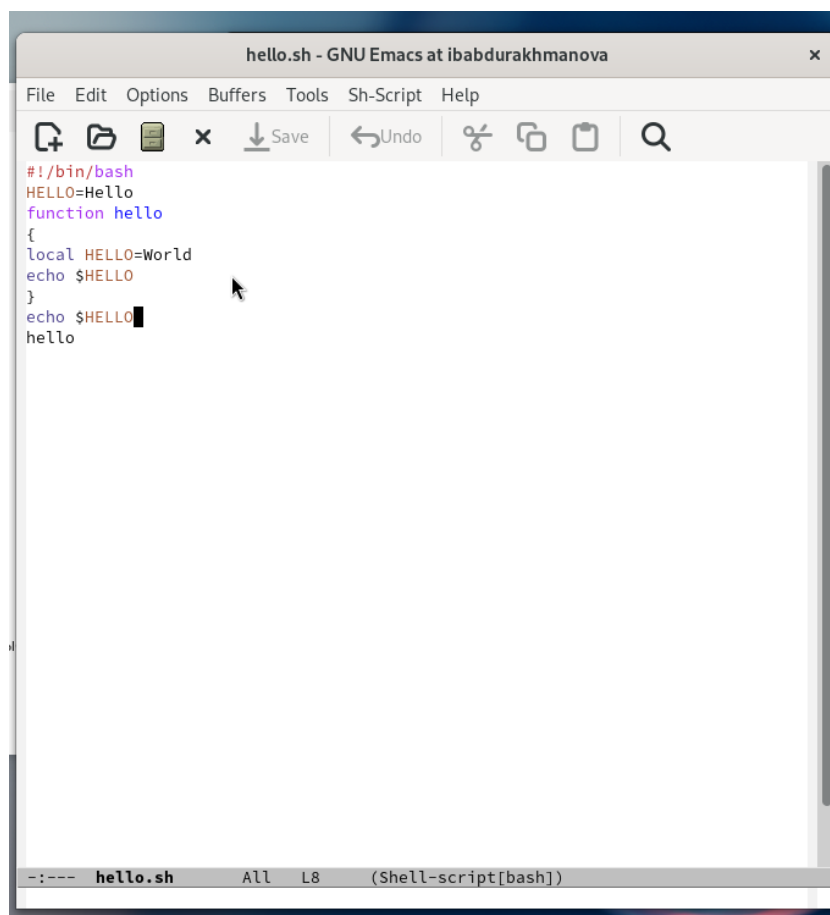 hello.sh - GNU Emacs at ibabdurakhmanova
File Edit Options Buffers Tools Sh-Script Help
Save Undo
#!/bin/bash
HELLO=Hello
function hello
{
local HELLO=World
echo $HELLO
}
echo $HELLO
hello
-:--- hello.sh All L8 (Shell-script[bash])